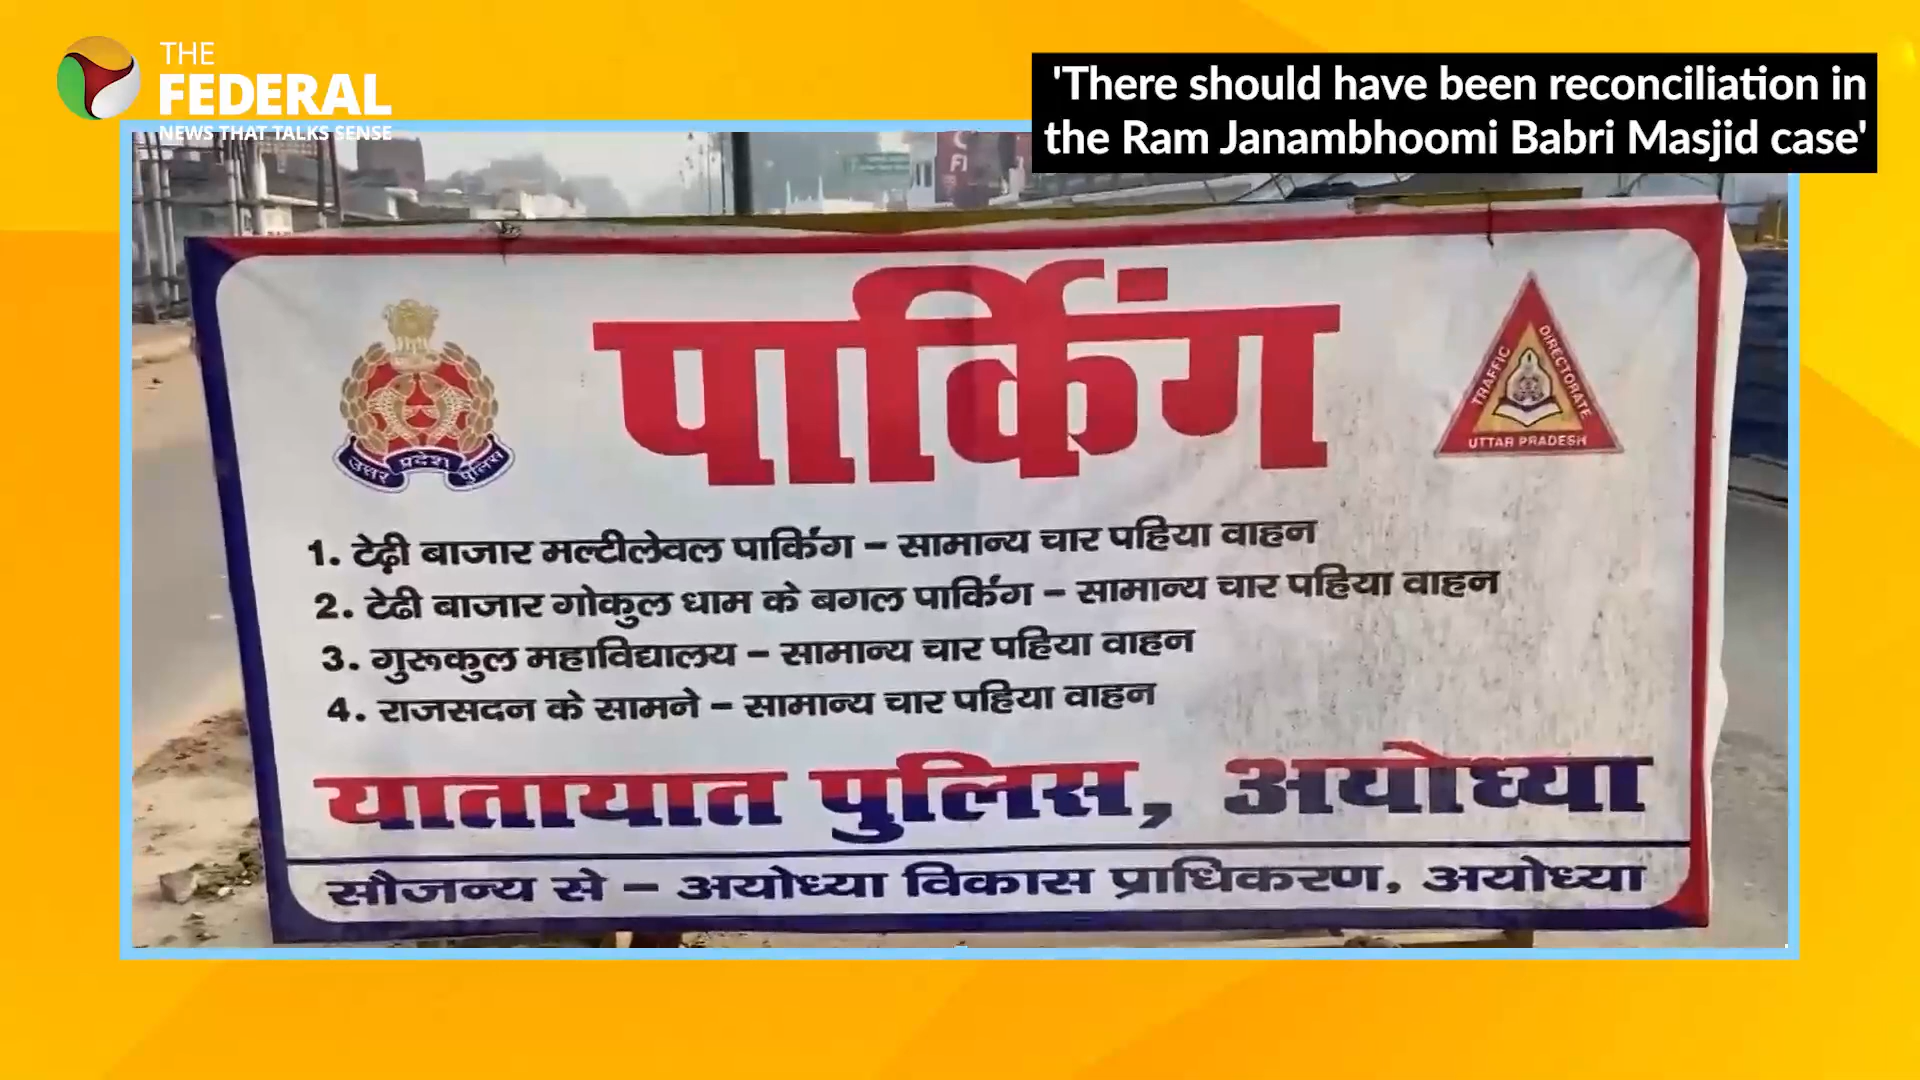 THE
FEDERAL
NEWS THAT TALKS SENSE
'There should have been reconciliation in
the Ram Janambhoomi Babri Masjid case'
पार्किंग
उत्तर प्रदेश पुलिस
TRAFFIC DIRECTORATE
UTTAR PRADESH
1. टेढ़ी बाजार मल्टीलेवल पार्किंग – सामान्य चार पहिया वाहन
2. टेढी बाजार गोकुल धाम के बगल पार्किंग – सामान्य चार पहिया वाहन
3. गुरूकुल महाविद्यालय – सामान्य चार पहिया वाहन
4. राजसदन के सामने – सामान्य चार पहिया वाहन
यातायात पुलिस, अयोध्या
सौजन्य से – अयोध्या विकास प्राधिकरण, अयोध्या